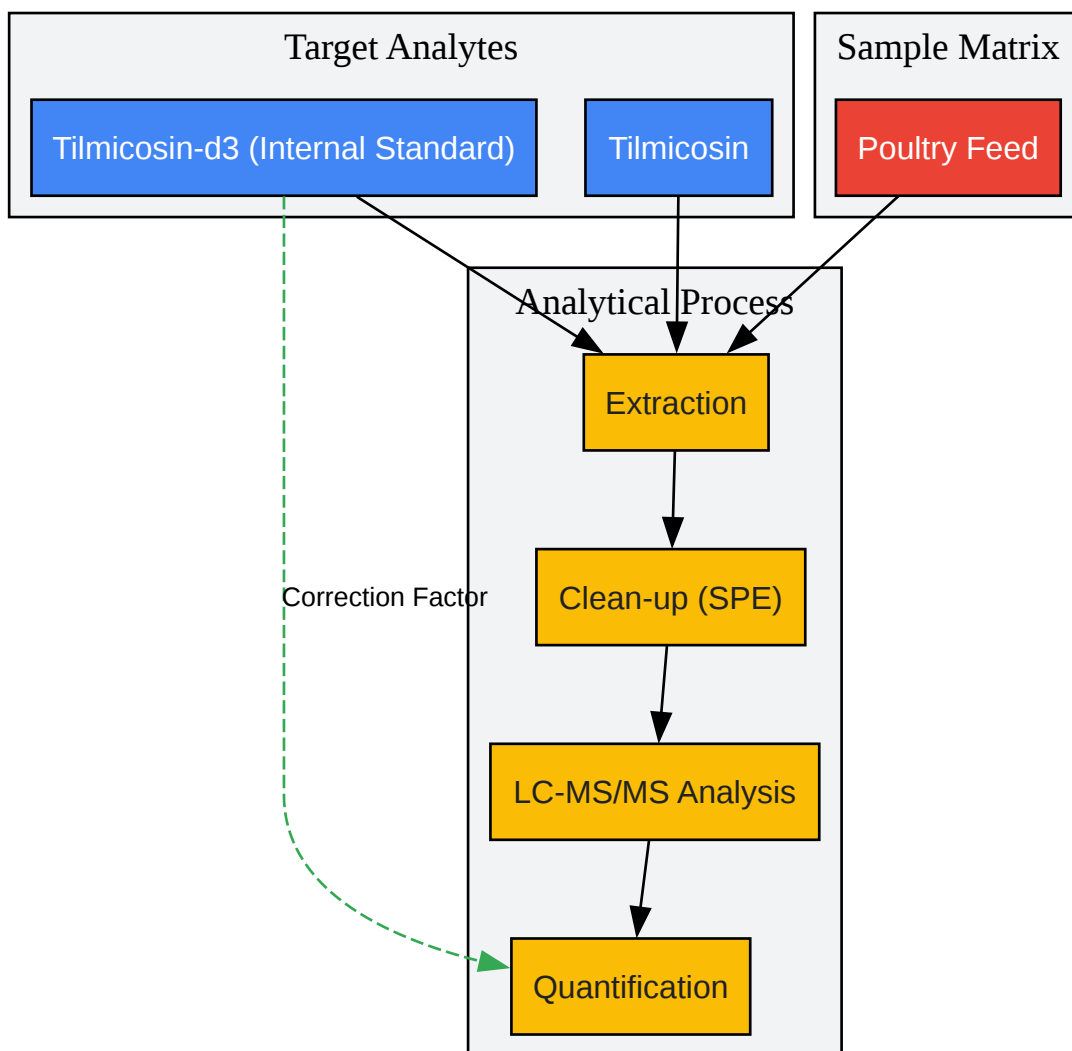 Target Analytes
Sample Matrix
Tilmicosin-d3 (Internal Standard)
Tilmicosin
Poultry Feed
Analytical Process
Extraction
Clean-up (SPE)
Correction Factor
LC-MS/MS Analysis
Quantification